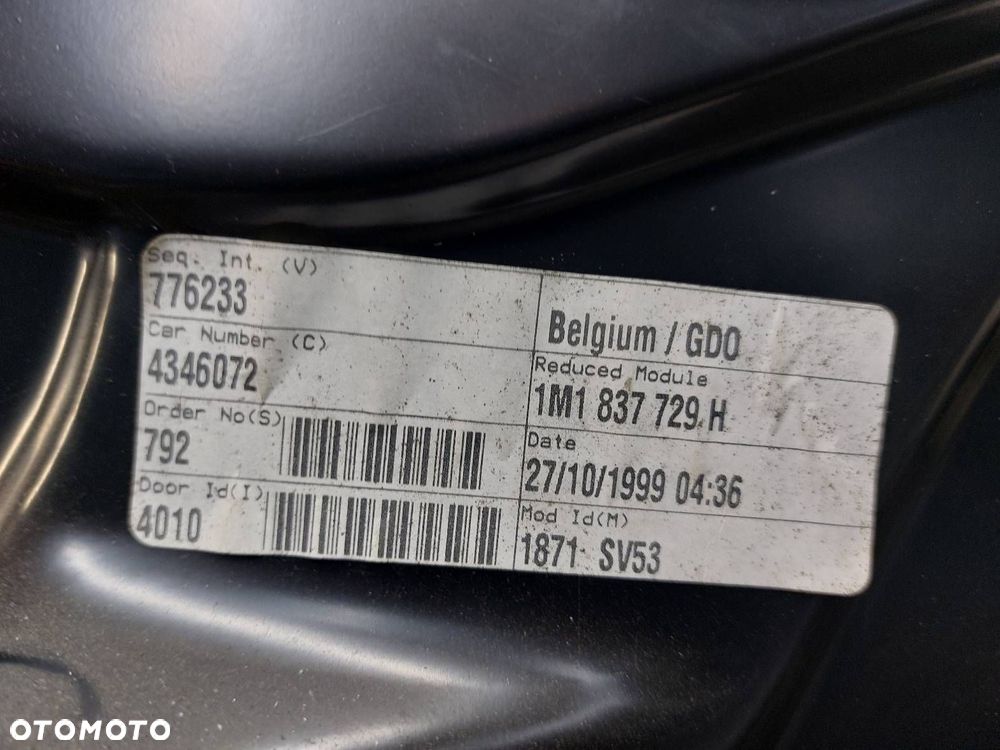 Seq. Int. (V)
776233
Car Number (C)
4346072
Order No(S)
792
Door Id(I)
4010
Belgium / GDO
Reduced Module
1M1 837 729 H
Date
27/10/1999 04:36
Mod Id(M)
1871 SV53
OTOMOTO